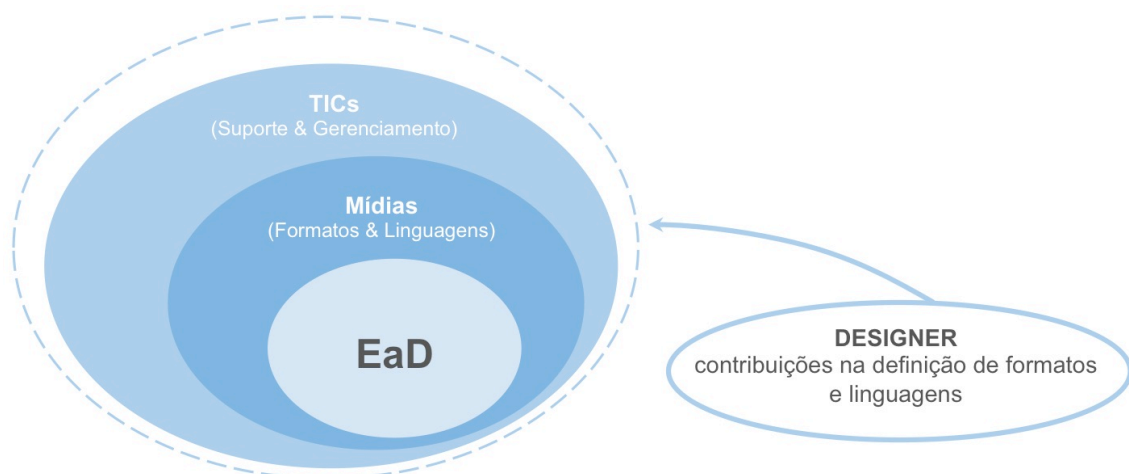 TICs
(Suporte & Gerenciamento)
Mídias
(Formatos & Linguagens)
EaD
DESIGNER
contribuições na definição de formatos
e linguagens